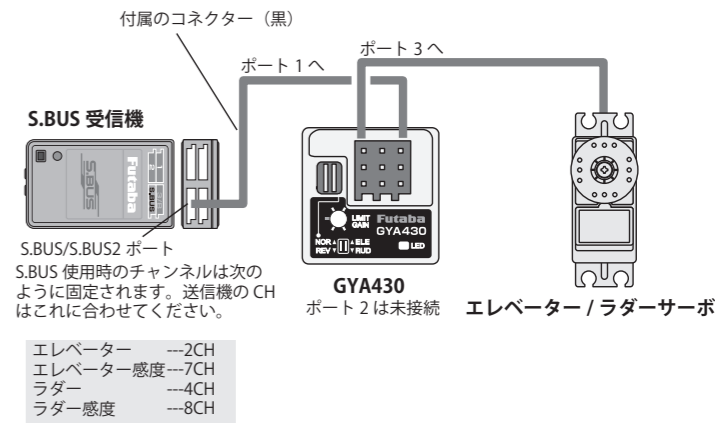 付属のコネクター（黒）
ポート 1 へ
ポート 3 へ
S.BUS 受信機
Futaba
S.BUS
S.BUS/S.BUS2 ポート
S.BUS 使用時のチャンネルは次の
ように固定されます。送信機の CH
はこれに合わせてください。
LIMIT
GAIN
Futaba
GYA430
NOR ELE
REV RUD
LED
GYA430
ポート 2 は未接続
エレベーター / ラダーサーボ
エレベーター ---2CH
エレベーター感度---7CH
ラダー ---4CH
ラダー感度 ---8CH